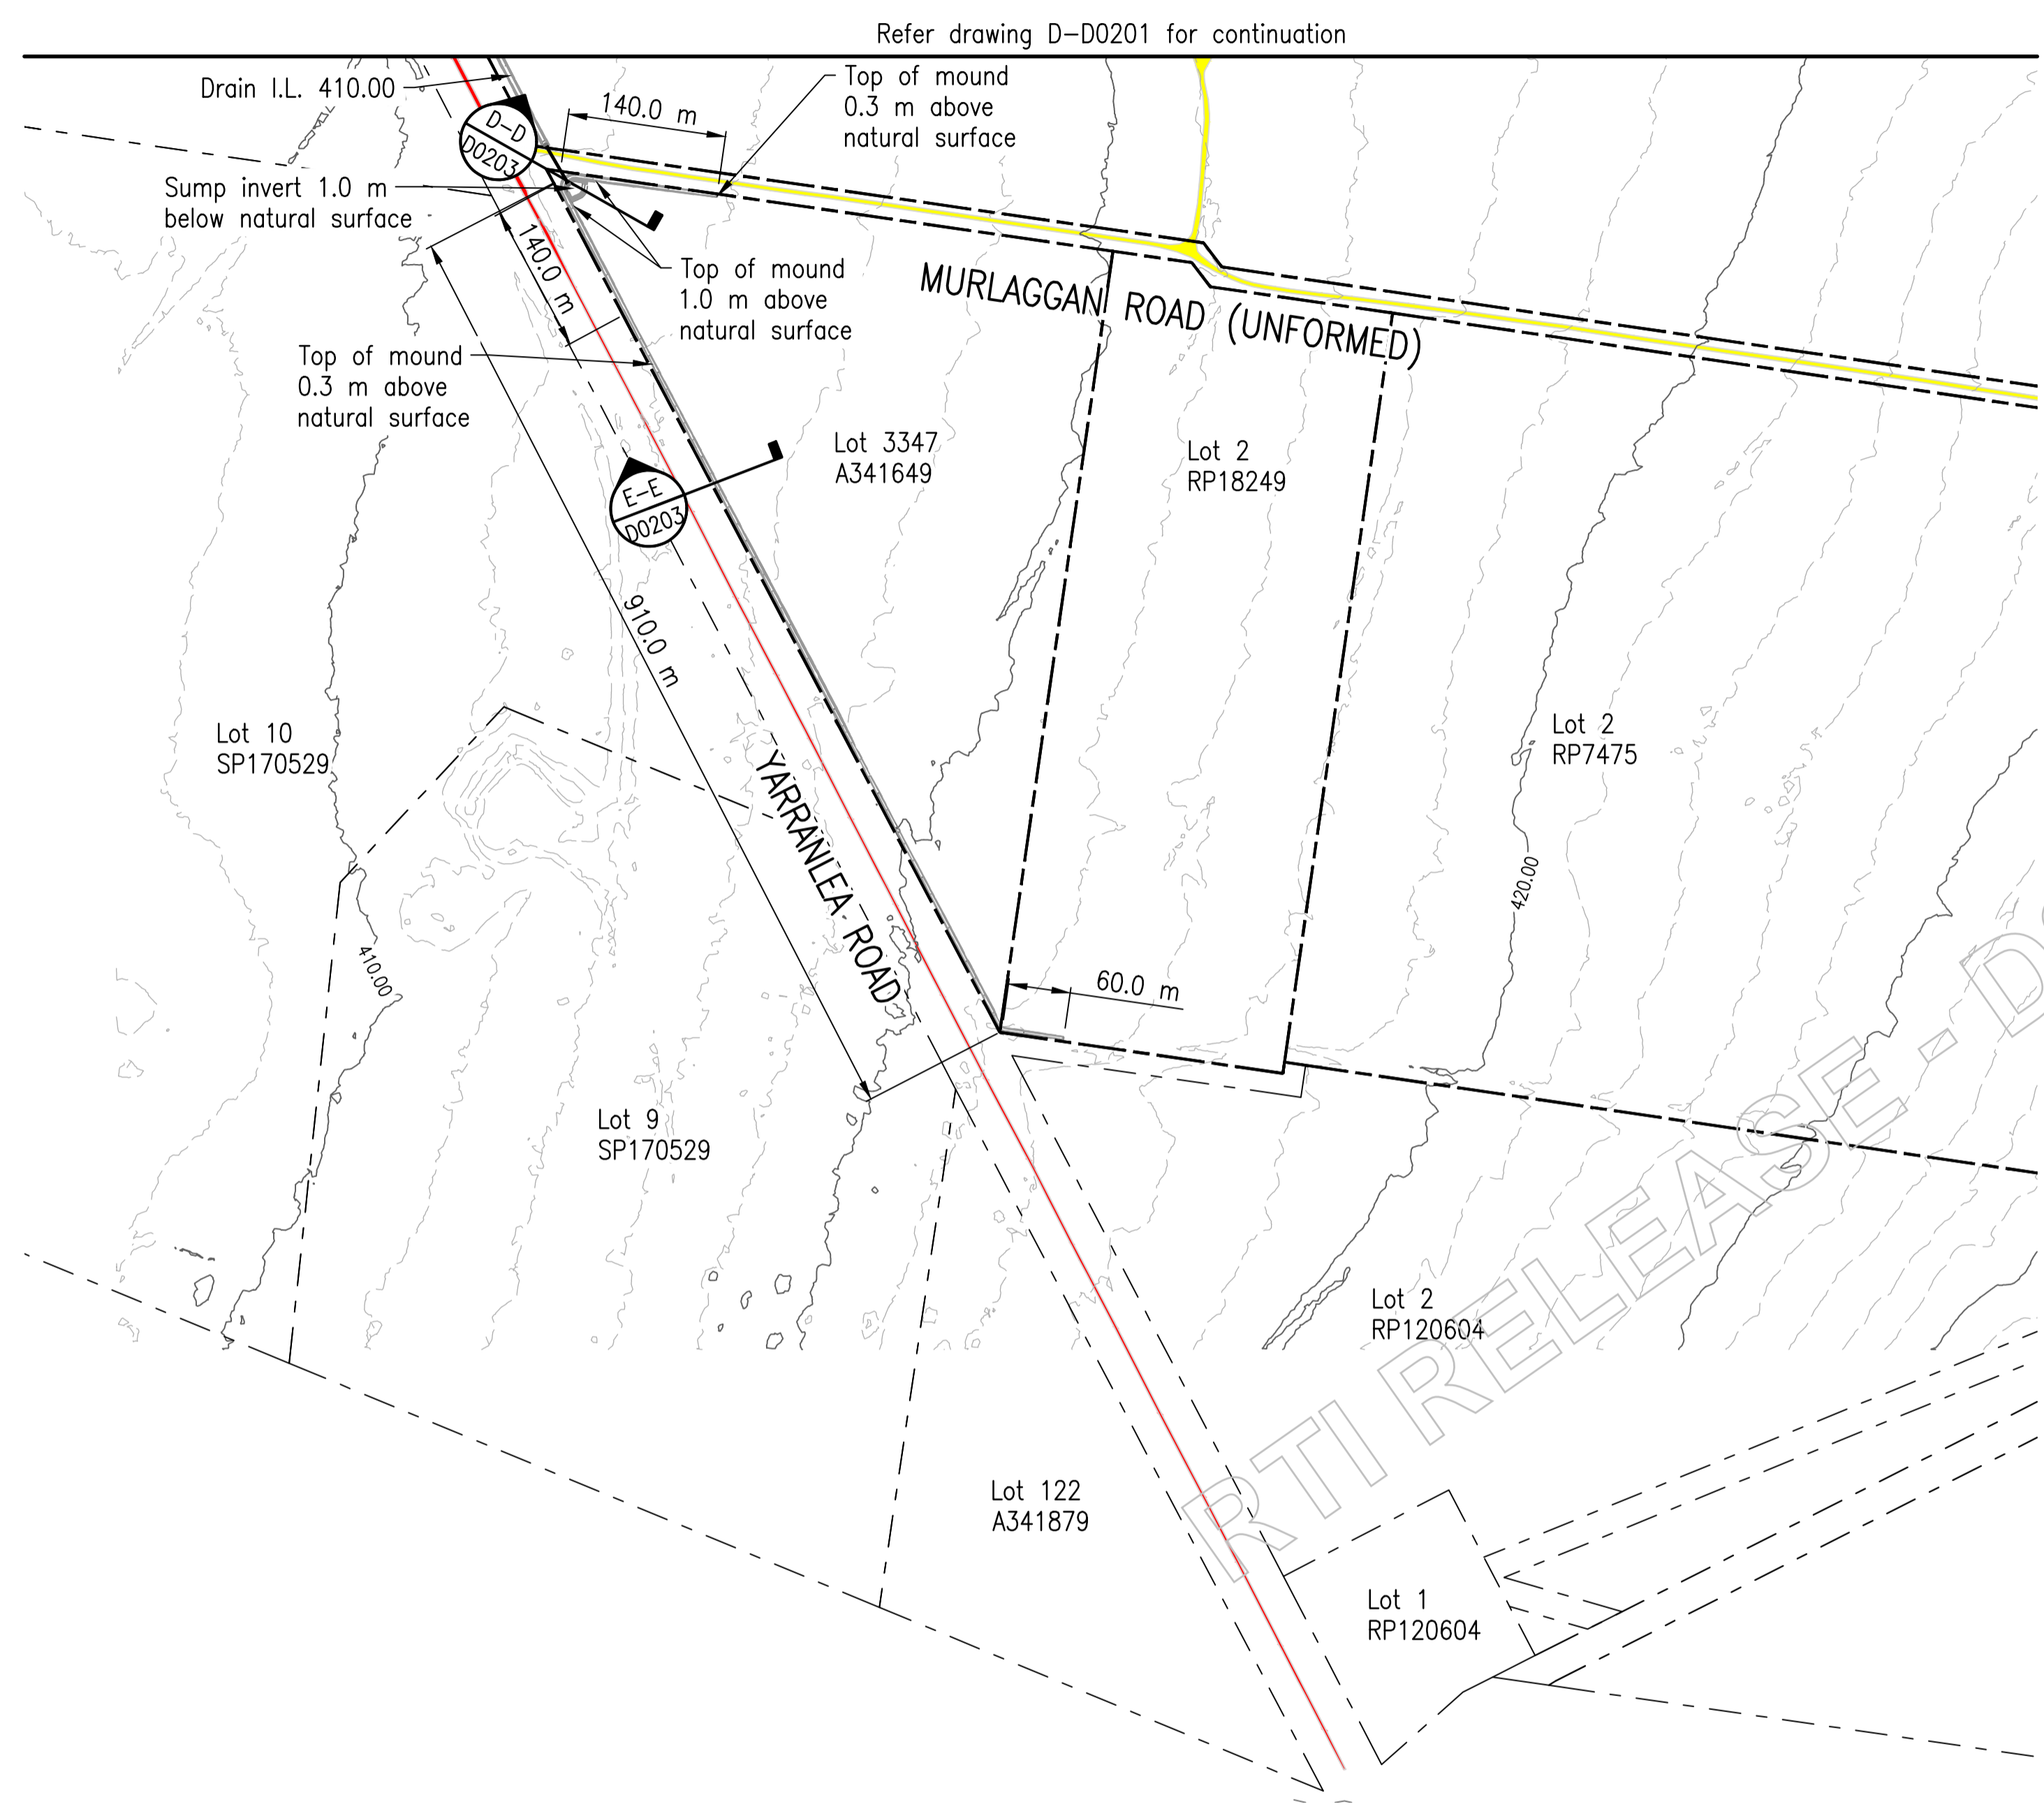 Refer drawing D-D0201 for continuation
Drain I.L. 410.00
Top of mound
0.3 m above
natural surface
140.0 m
D-D
D0203
Sump invert 1.0 m
below natural surface
140.0 m
Top of mound
1.0 m above
natural surface
MURLAGGAN ROAD (UNFORMED)
Top of mound
0.3 m above
natural surface
Lot 3347
A341649
Lot 2
RP18249
E-E
D0203
910.0 m
Lot 10
SP170529
Lot 2
RP7475
YARRANLEA ROAD
420.00
410.00
60.0 m
Lot 9
SP170529
Lot 2
RP120604
RTI RELEASE - D
Lot 122
A341879
Lot 1
RP120604